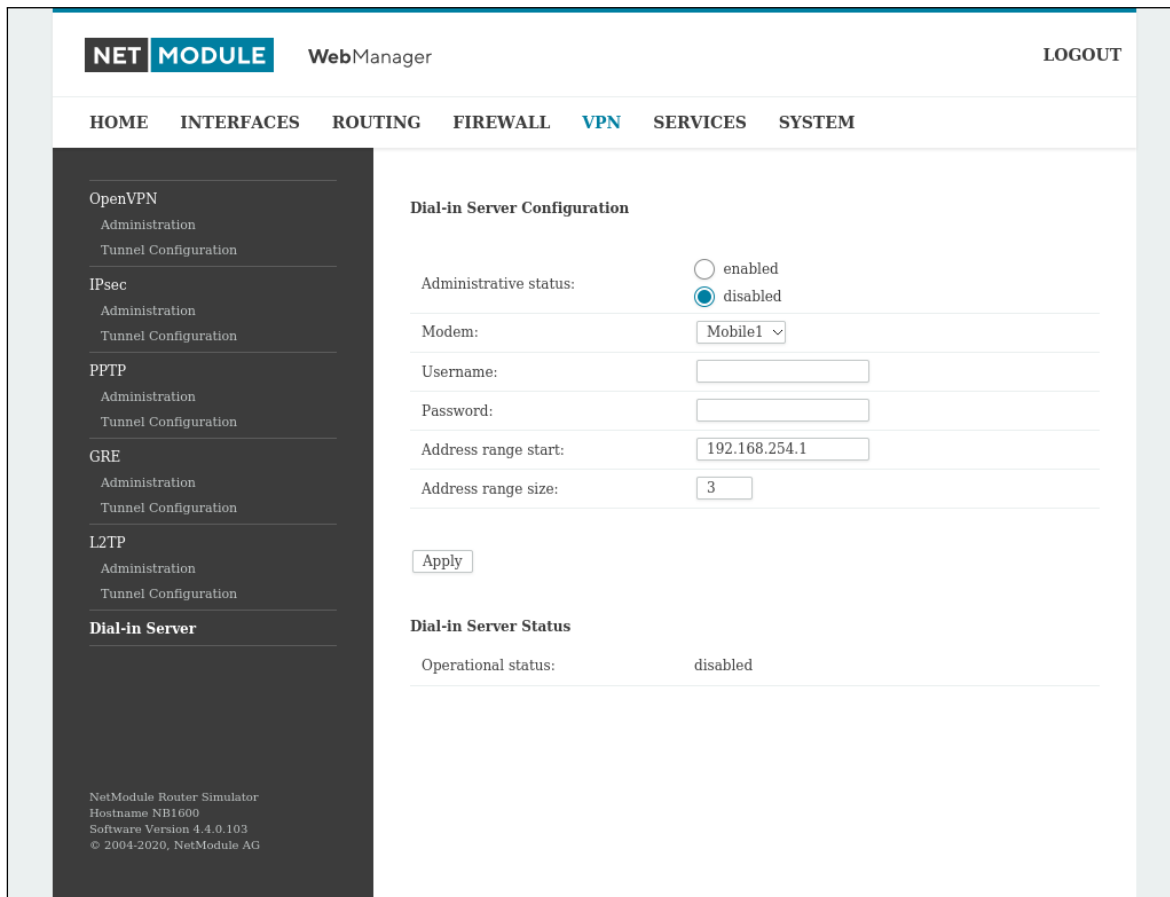 NET MODULE WebManager LOGOUT
HOME INTERFACES ROUTING FIREWALL VPN SERVICES SYSTEM
OpenVPN
Administration
Tunnel Configuration
IPsec
Administration
Tunnel Configuration
PPTP
Administration
Tunnel Configuration
GRE
Administration
Tunnel Configuration
L2TP
Administration
Tunnel Configuration
Dial-in Server
NetModule Router Simulator
Hostname NB1600
Software Version 4.4.0.103
© 2004-2020, NetModule AG
Dial-in Server Configuration
Administrative status:
enabled
disabled
Modem: Mobile1
Username:
Password:
Address range start: 192.168.254.1
Address range size: 3
Apply
Dial-in Server Status
Operational status: disabled